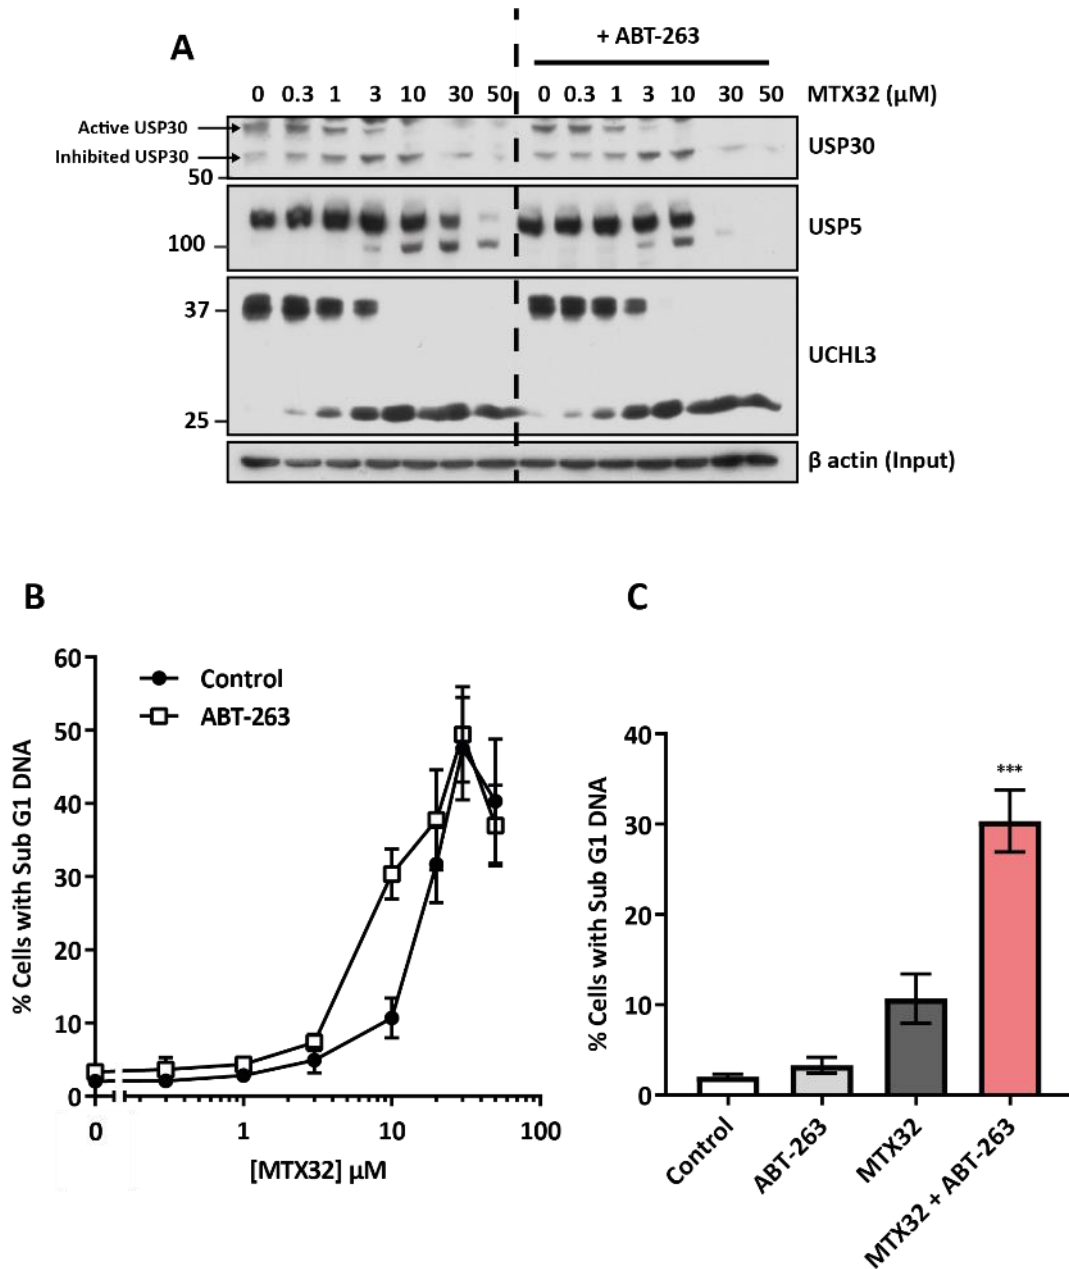 A
+ ABT-263
0 0.3 1 3 10 30 50 0 0.3 1 3 10 30 50 MTX32 (μM)
Active USP30
Inhibited USP30
50
USP30
100
USP5
37
25
UCHL3
β actin (Input)
B
60
50
40
30
20
10
0
% Cells with Sub G1 DNA
Control
ABT-263
0 1 10 100
[MTX32] μM
C
40
30
20
10
0
% Cells with Sub G1 DNA
***
Control
ABT-263
MTX32
MTX32 + ABT-263